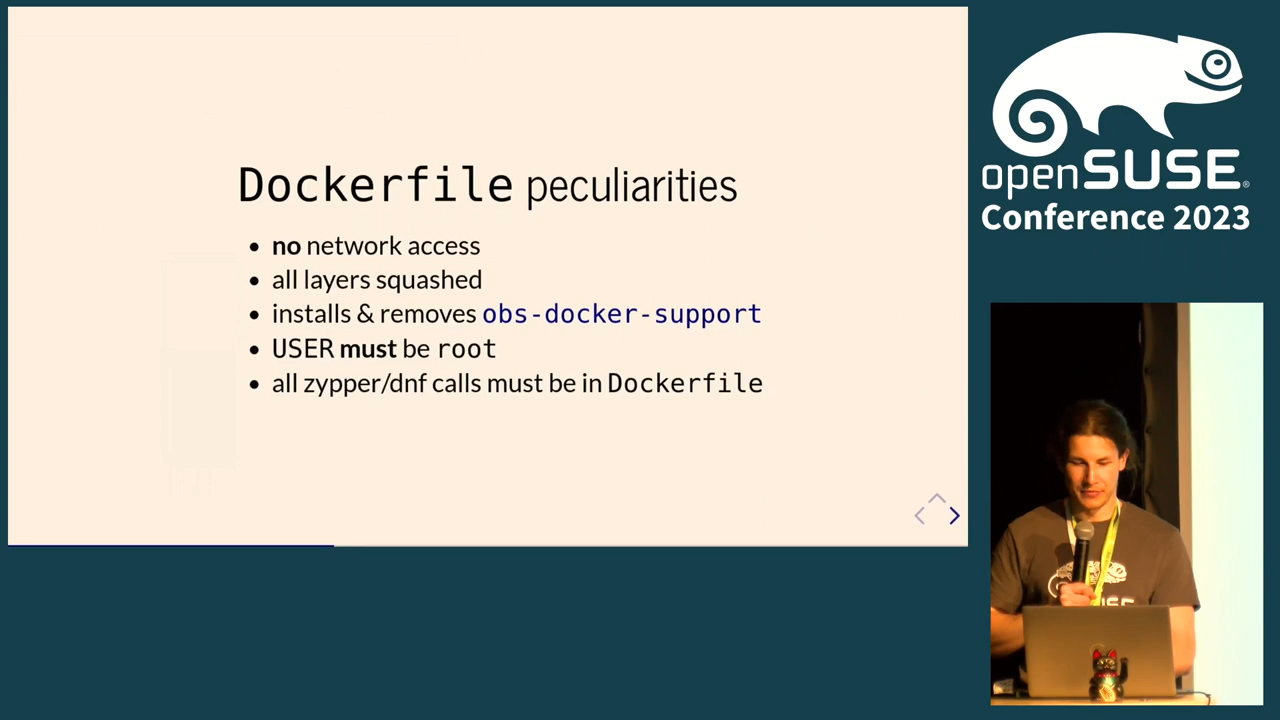 Dockerfile peculiarities
no network access
all layers squashed
installs & removes obs-docker-support
USER must be root
all zypper/dnf calls must be in Dockerfile
openSUSE®
Conference 2023